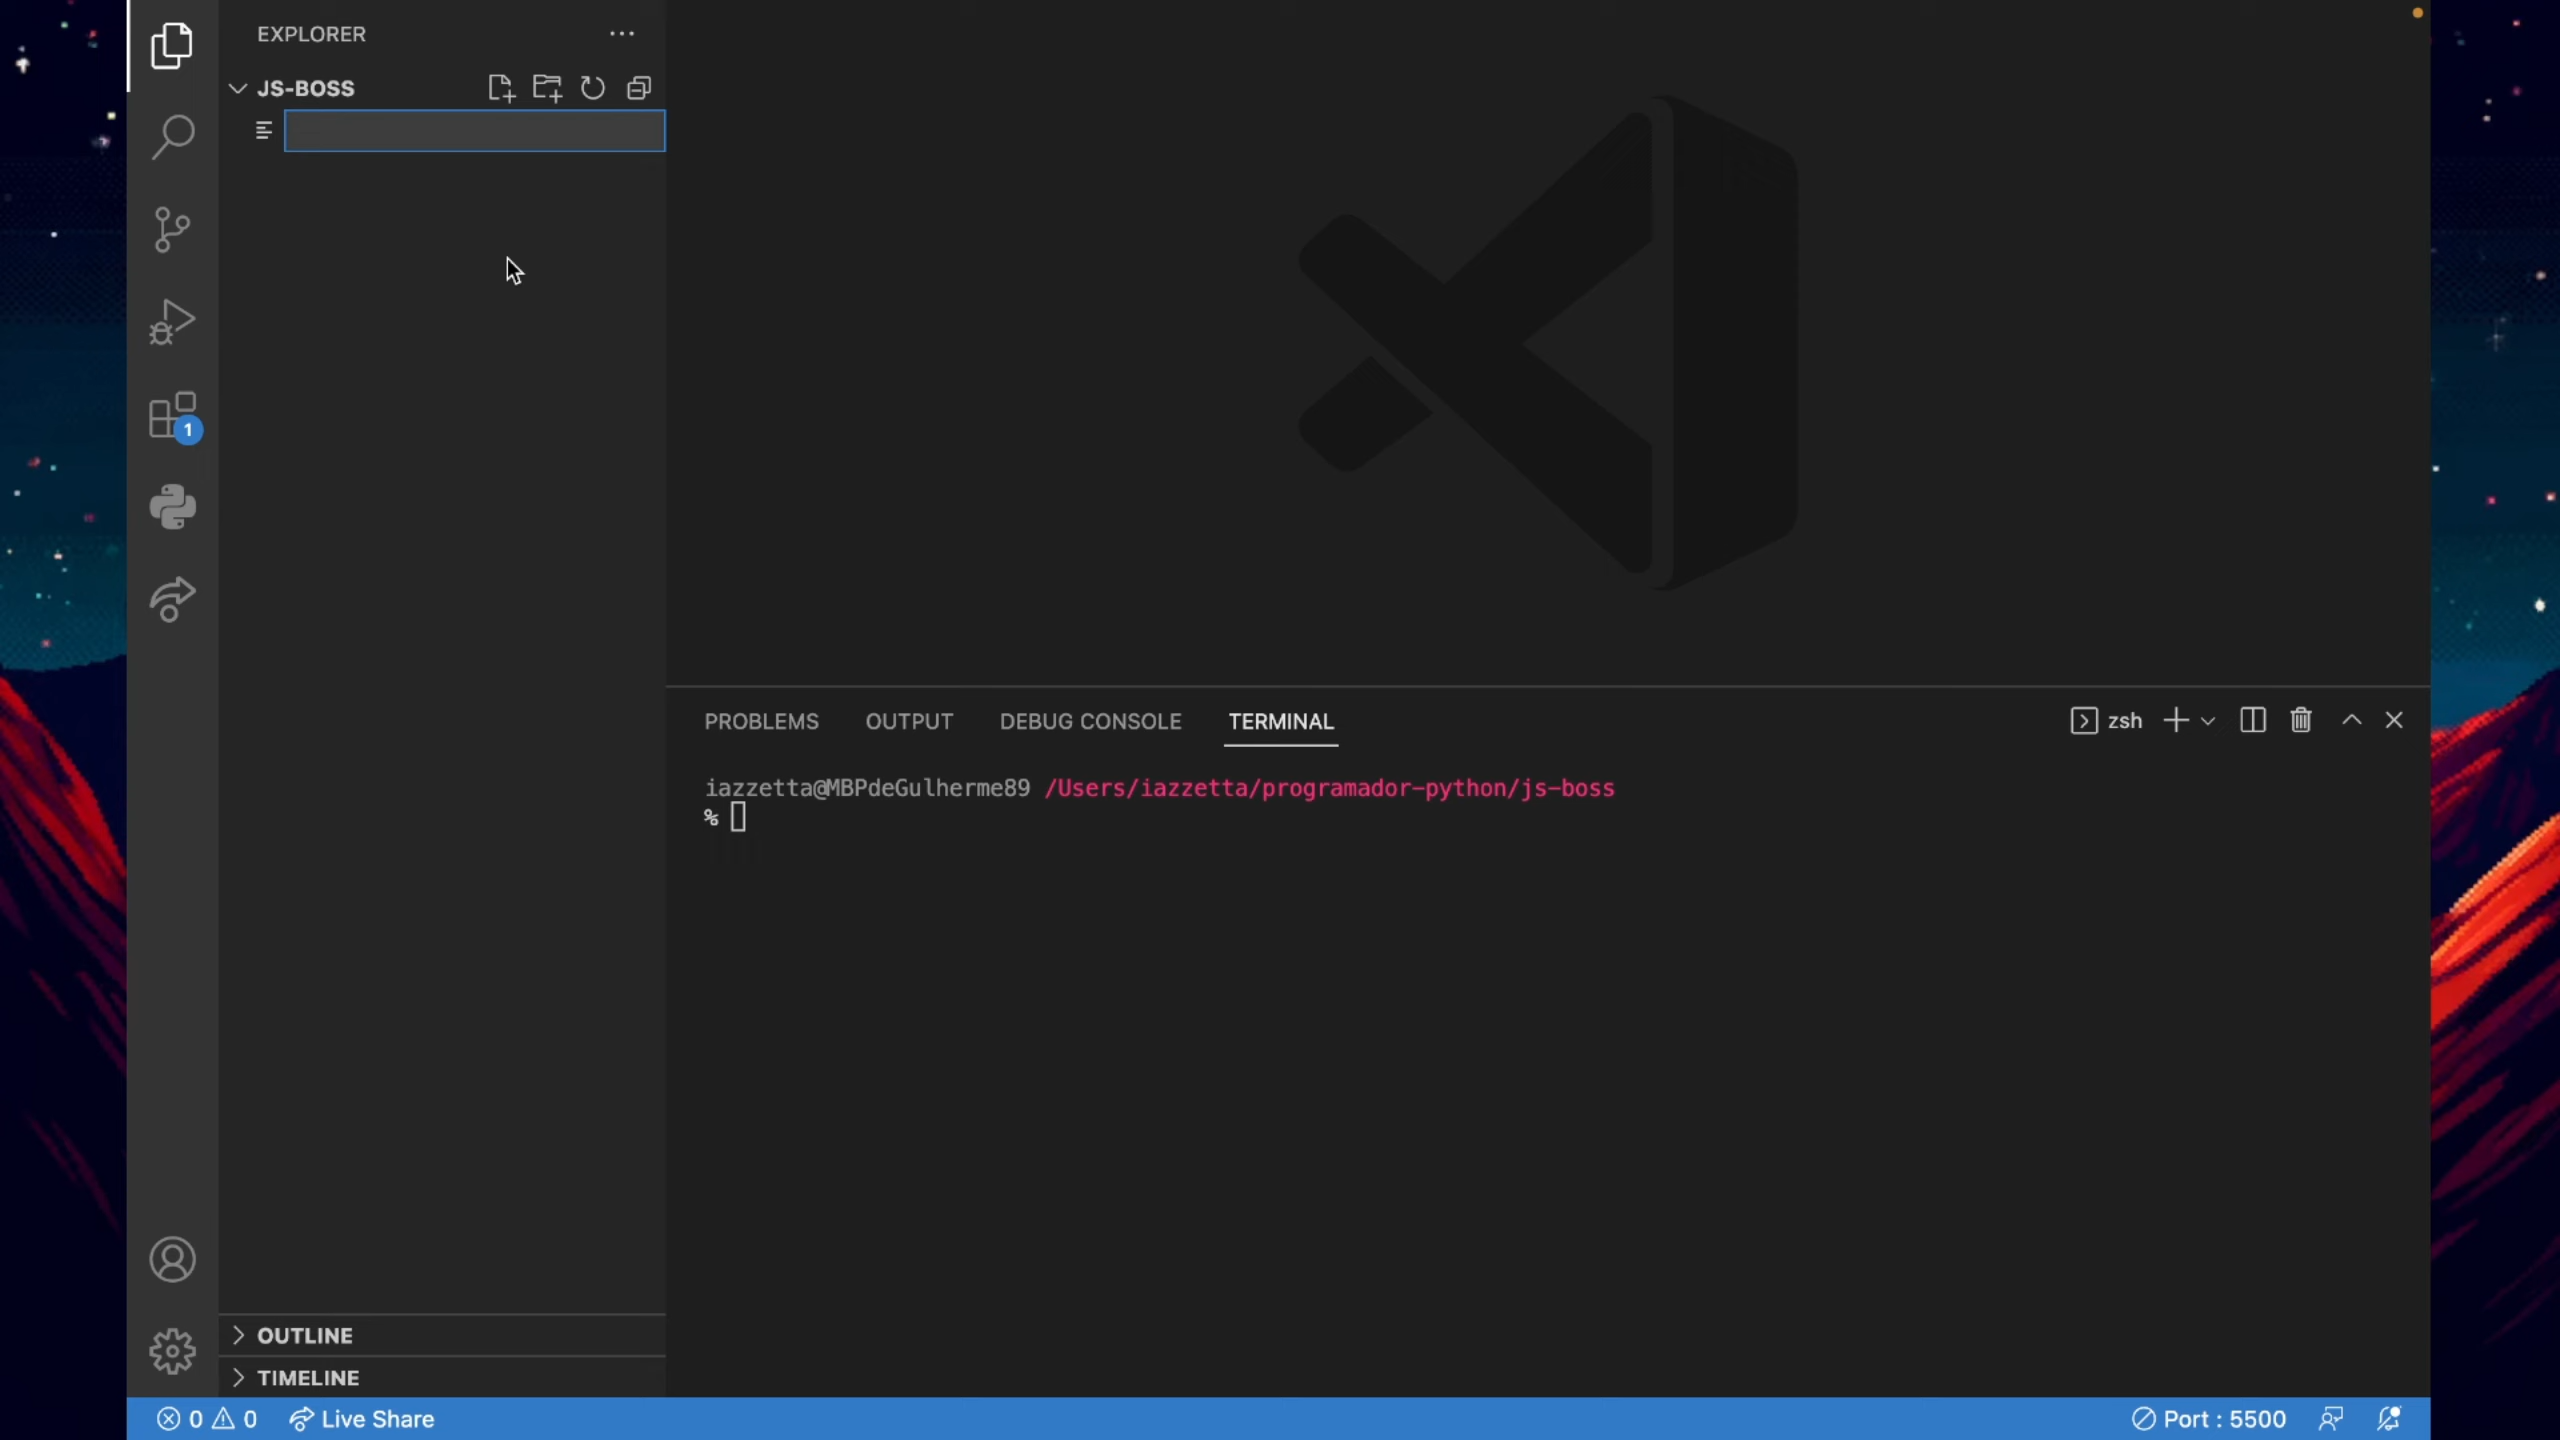 EXPLORER
JS-BOSS
1
PROBLEMS OUTPUT DEBUG CONSOLE TERMINAL
zsh
iazzetta@MBPdeGulherme89 /Users/iazzetta/programador-python/js-boss
%
OUTLINE
TIMELINE
0 0 Live Share
Port : 5500